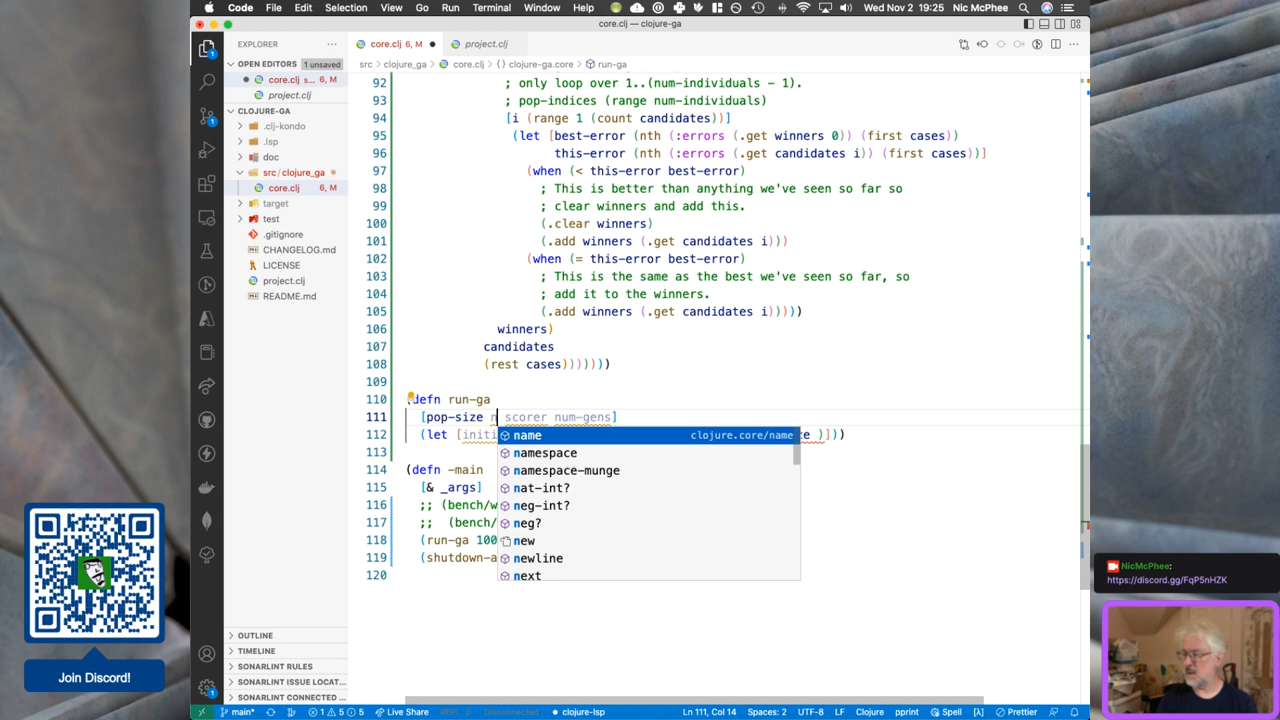 Code File Edit Selection View Go Run Terminal Window Help Wed Nov 2 19:25 Nic McPhee
core.clj — clojure-ga
EXPLORER
core.clj 6, M
project.clj
OPEN EDITORS 1 unsaved
core.clj s... 6, M
project.clj
CLOJURE-GA
.clj-kondo
.lsp
doc
src / clojure_ga
core.clj 6, M
target
test
.gitignore
CHANGELOG.md
LICENSE
project.clj
README.md
OUTLINE
TIMELINE
SONARLINT RULES
SONARLINT ISSUE LOCAT...
SONARLINT CONNECTED ...
src > clojure_ga > core.clj > {} clojure-ga.core > run-ga
92 ; only loop over 1..(num-individuals - 1).
93 ; pop-indices (range num-individuals)
94 [i (range 1 (count candidates))]
95 (let [best-error (nth (:errors (.get winners 0)) (first cases))
96 this-error (nth (:errors (.get candidates i)) (first cases))]
97 (when (< this-error best-error)
98 ; This is better than anything we've seen so far so
99 ; clear winners and add this.
100 (.clear winners)
101 (.add winners (.get candidates i)))
102 (when (= this-error best-error)
103 ; This is the same as the best we've seen so far, so
104 ; add it to the winners.
105 (.add winners (.get candidates i)))))
106 winners)
107 candidates
108 (rest cases)))))))
109
110 (defn run-ga
111 [pop-size n scorer num-gens]
112 (let [initi e )]))
113
114 (defn -main
115 [& _args]
116 ;; (bench/w
117 ;; (bench/
118 (run-ga 100
119 (shutdown-a
120
name clojure.core/name
namespace
namespace-munge
nat-int?
neg-int?
neg?
new
newline
next
Join Discord!
NicMcPhee:
https://discord.gg/FqP5nHZK
main* 1 5 5 Live Share REPL Disconnected clojure-lsp Ln 111, Col 14 Spaces: 2 UTF-8 LF Clojure pprint Spell [λ] Prettier